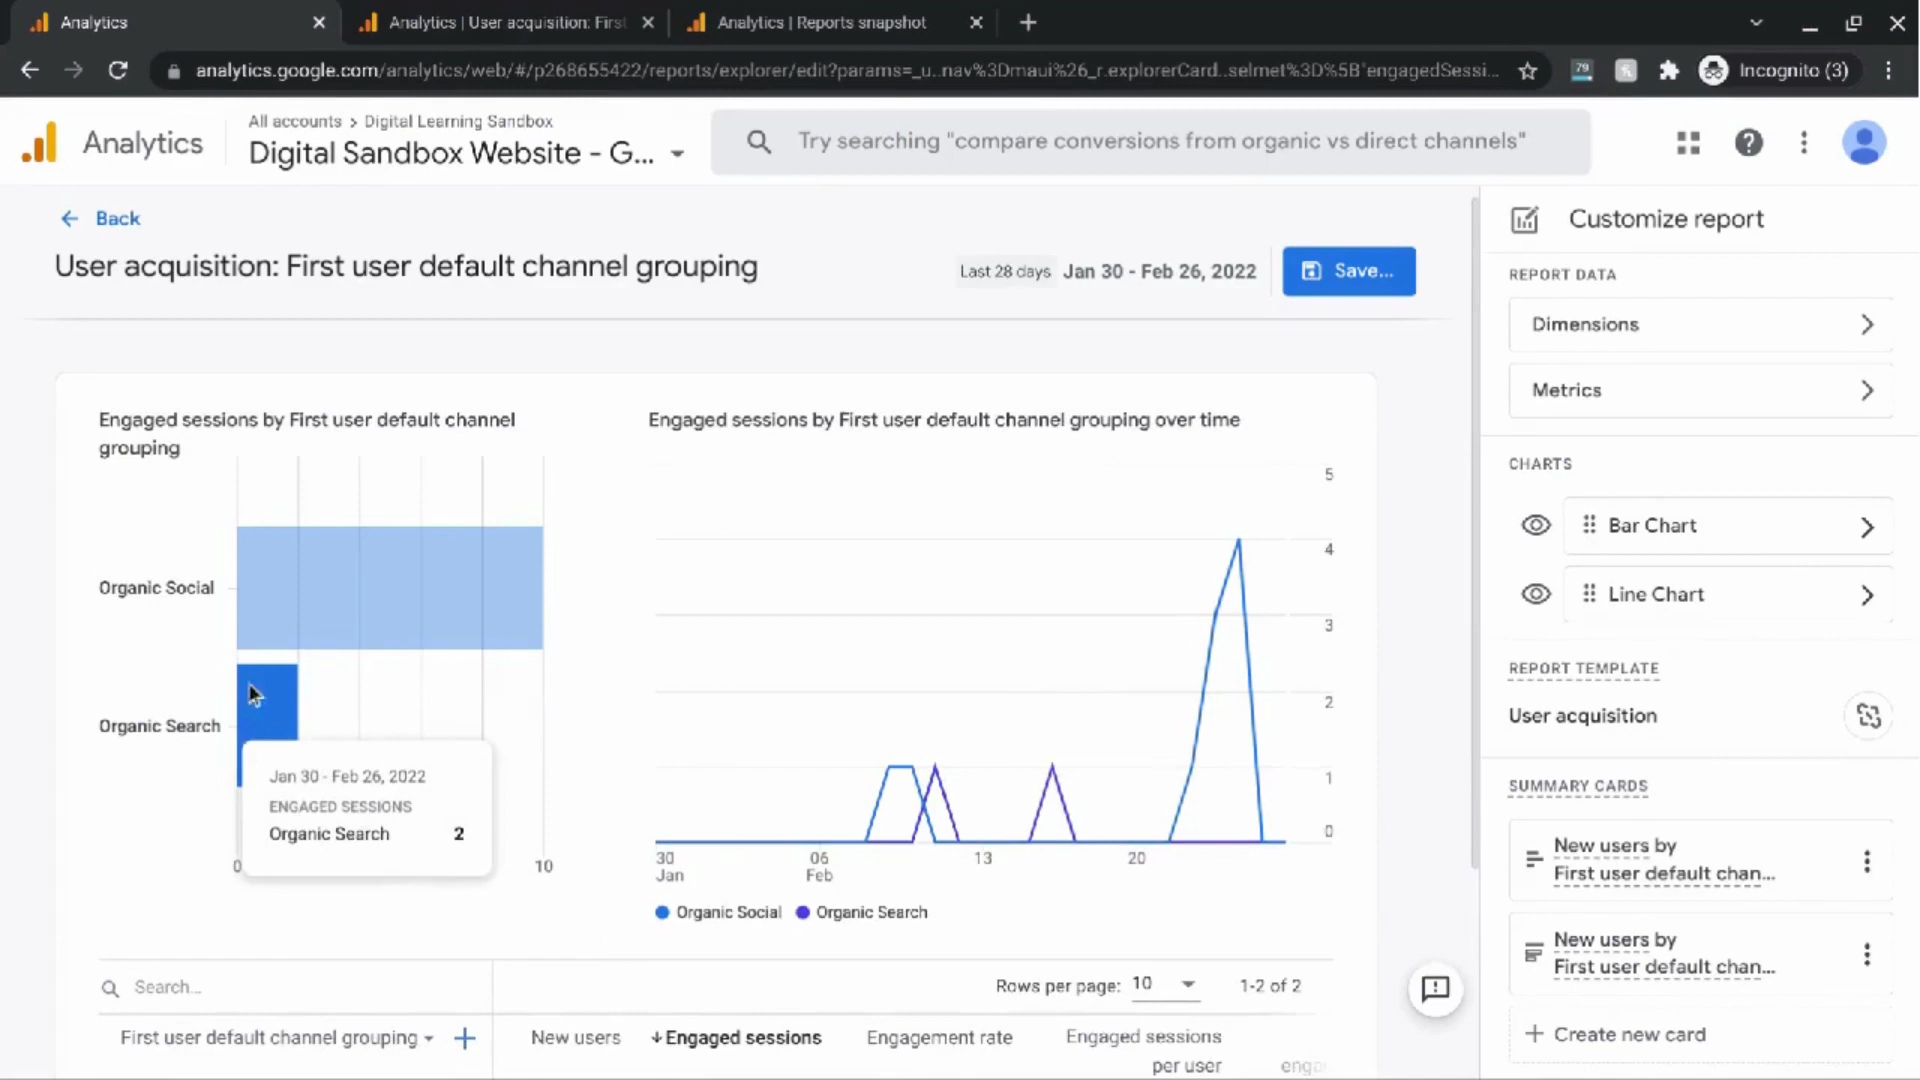 Analytics
Analytics | User acquisition: First
Analytics | Reports snapshot
analytics.google.com/analytics/web/#/p268655422/reports/explorer/edit?params=_u..nav%3Dmaui%26_r.explorerCard..selmet%3D%5B"engagedSessi...
79
Incognito (3)
Analytics
All accounts > Digital Learning Sandbox
Digital Sandbox Website - G...
Try searching "compare conversions from organic vs direct channels"
Back
User acquisition: First user default channel grouping
Last 28 days
Jan 30 - Feb 26, 2022
Save...
Engaged sessions by First user default channel
grouping
Organic Social
Organic Search
Jan 30 - Feb 26, 2022
ENGAGED SESSIONS
Organic Search 2
0
10
Engaged sessions by First user default channel grouping over time
5
4
3
2
1
0
30
Jan
06
Feb
13
20
Organic Social
Organic Search
Search...
Rows per page: 10
1-2 of 2
First user default channel grouping
New users
Engaged sessions
Engagement rate
Engaged sessions
per user
enga
Customize report
REPORT DATA
Dimensions
Metrics
CHARTS
Bar Chart
Line Chart
REPORT TEMPLATE
User acquisition
SUMMARY CARDS
New users by
First user default chan...
New users by
First user default chan...
Create new card